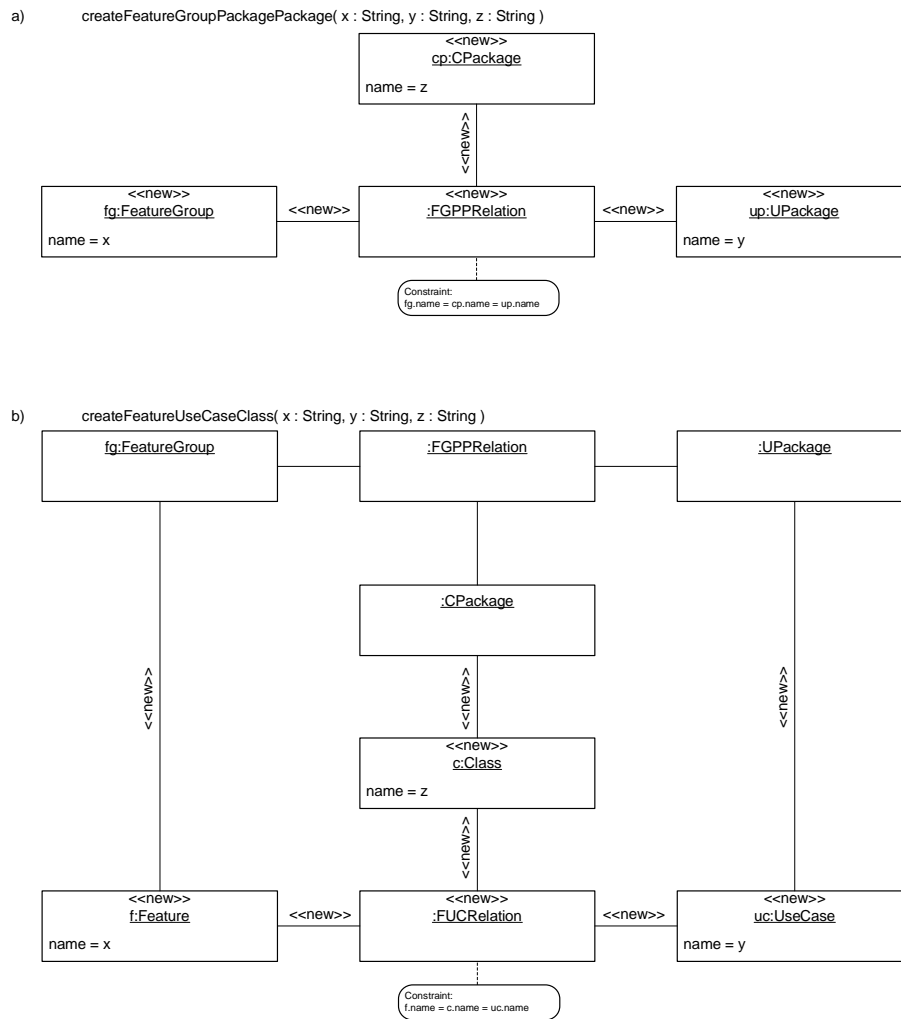 a) createFeatureGroupPackagePackage( x : String, y : String, z : String )
<<new>>
cp:CPackage
name = z
<<new>>
<<new>>
fg:FeatureGroup
name = x
<<new>>
<<new>>
:FGPPRelation
<<new>>
<<new>>
up:UPackage
name = y
Constraint:
fg.name = cp.name = up.name
b) createFeatureUseCaseClass( x : String, y : String, z : String )
fg:FeatureGroup
:FGPPRelation
:UPackage
:CPackage
<<new>>
<<new>>
<<new>>
<<new>>
c:Class
name = z
<<new>>
<<new>>
f:Feature
name = x
<<new>>
<<new>>
:FUCRelation
<<new>>
<<new>>
uc:UseCase
name = y
Constraint:
f.name = c.name = uc.name